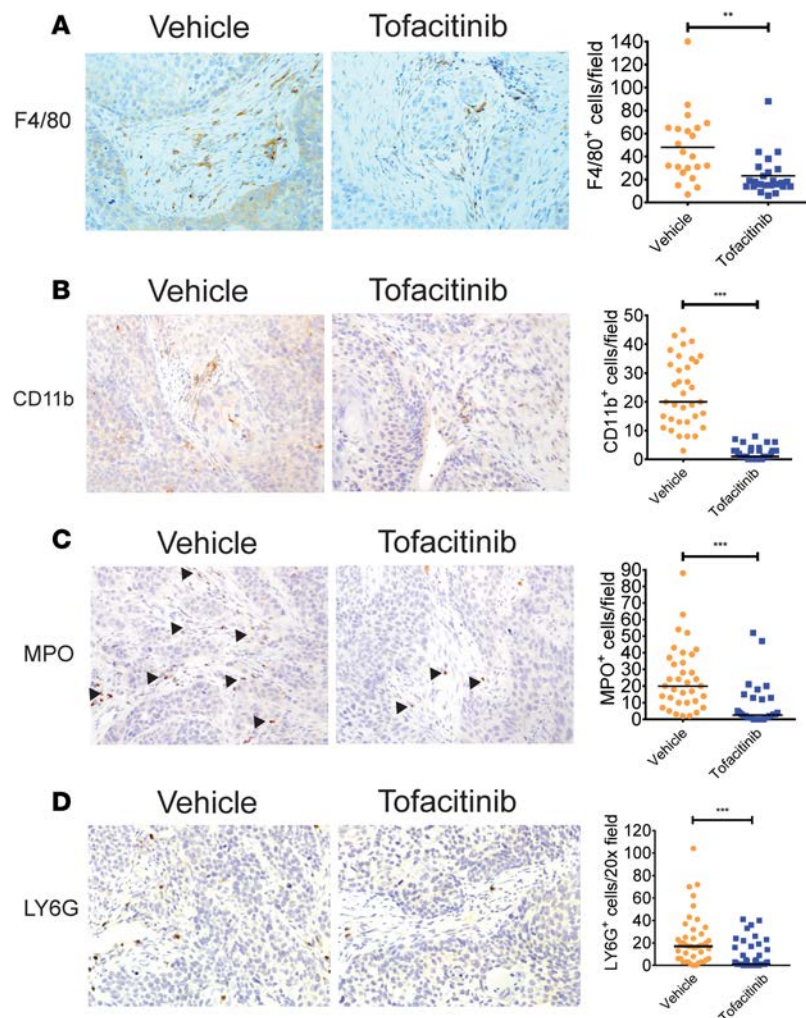 A
Vehicle
Tofacitinib
F4/80
**
F4/80+ cells/field
140
120
100
80
60
40
20
0
Vehicle
Tofacitinib
B
Vehicle
Tofacitinib
CD11b
***
CD11b+ cells/field
50
40
30
20
10
0
Vehicle
Tofacitinib
C
Vehicle
Tofacitinib
MPO
***
MPO+ cells/field
90
80
70
60
50
40
30
20
10
0
Vehicle
Tofacitinib
D
Vehicle
Tofacitinib
LY6G
***
LY6G+ cells/20x field
120
100
80
60
40
20
0
Vehicle
Tofacitinib